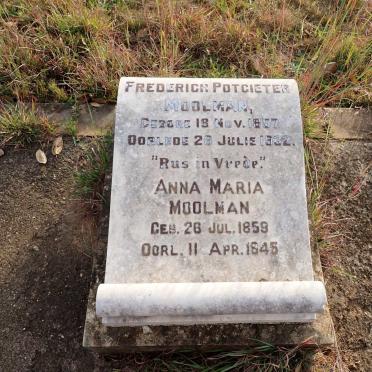 FREDERICH POTGIETER
MOOLMAN,
GEBORE 18 NOV. 1857
OORLEDE 28 JULIE 1932.
"RUS IN VREDE".
ANNA MARIA
MOOLMAN
GEB. 26 JUL. 1859
OORL. 11 APR. 1945